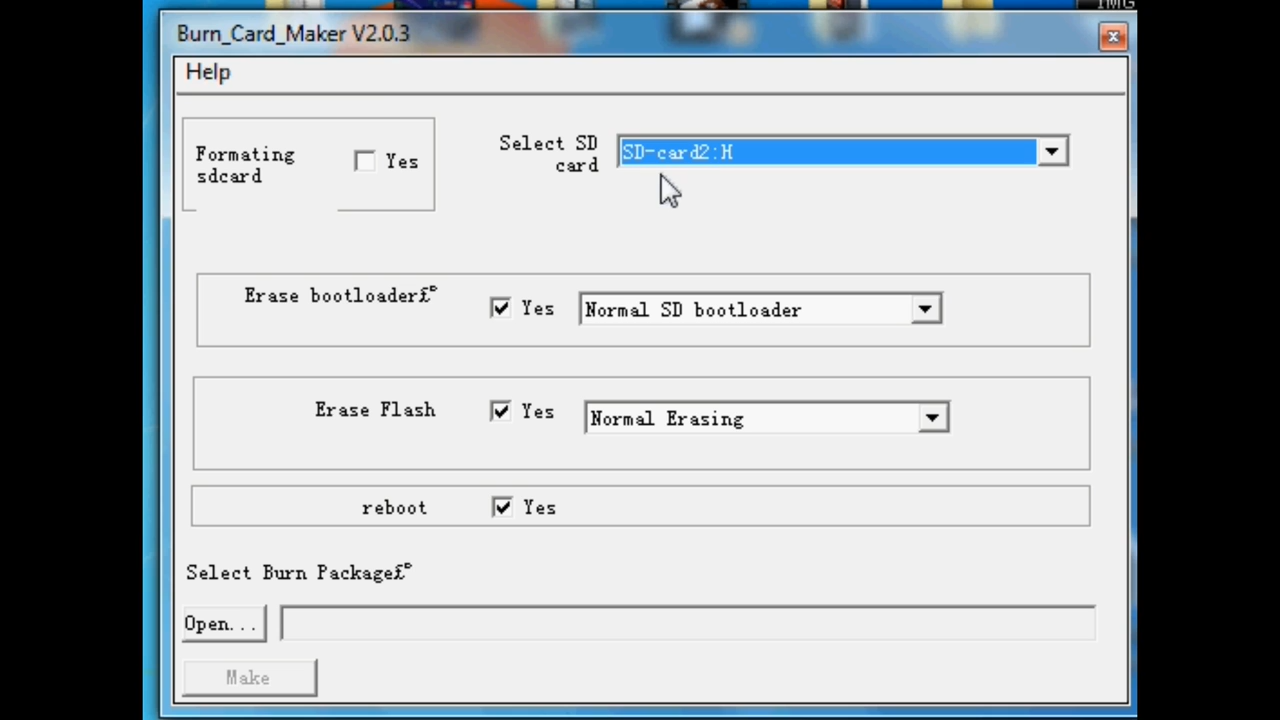 IMG
Burn_Card_Maker V2.0.3
x
Help
Formating
sdcard
Yes
Select SD
card
SD-card2:H
Erase bootloader£º
Yes
Normal SD bootloader
Erase Flash
Yes
Normal Erasing
reboot
Yes
Select Burn Package£º
Open...
Make